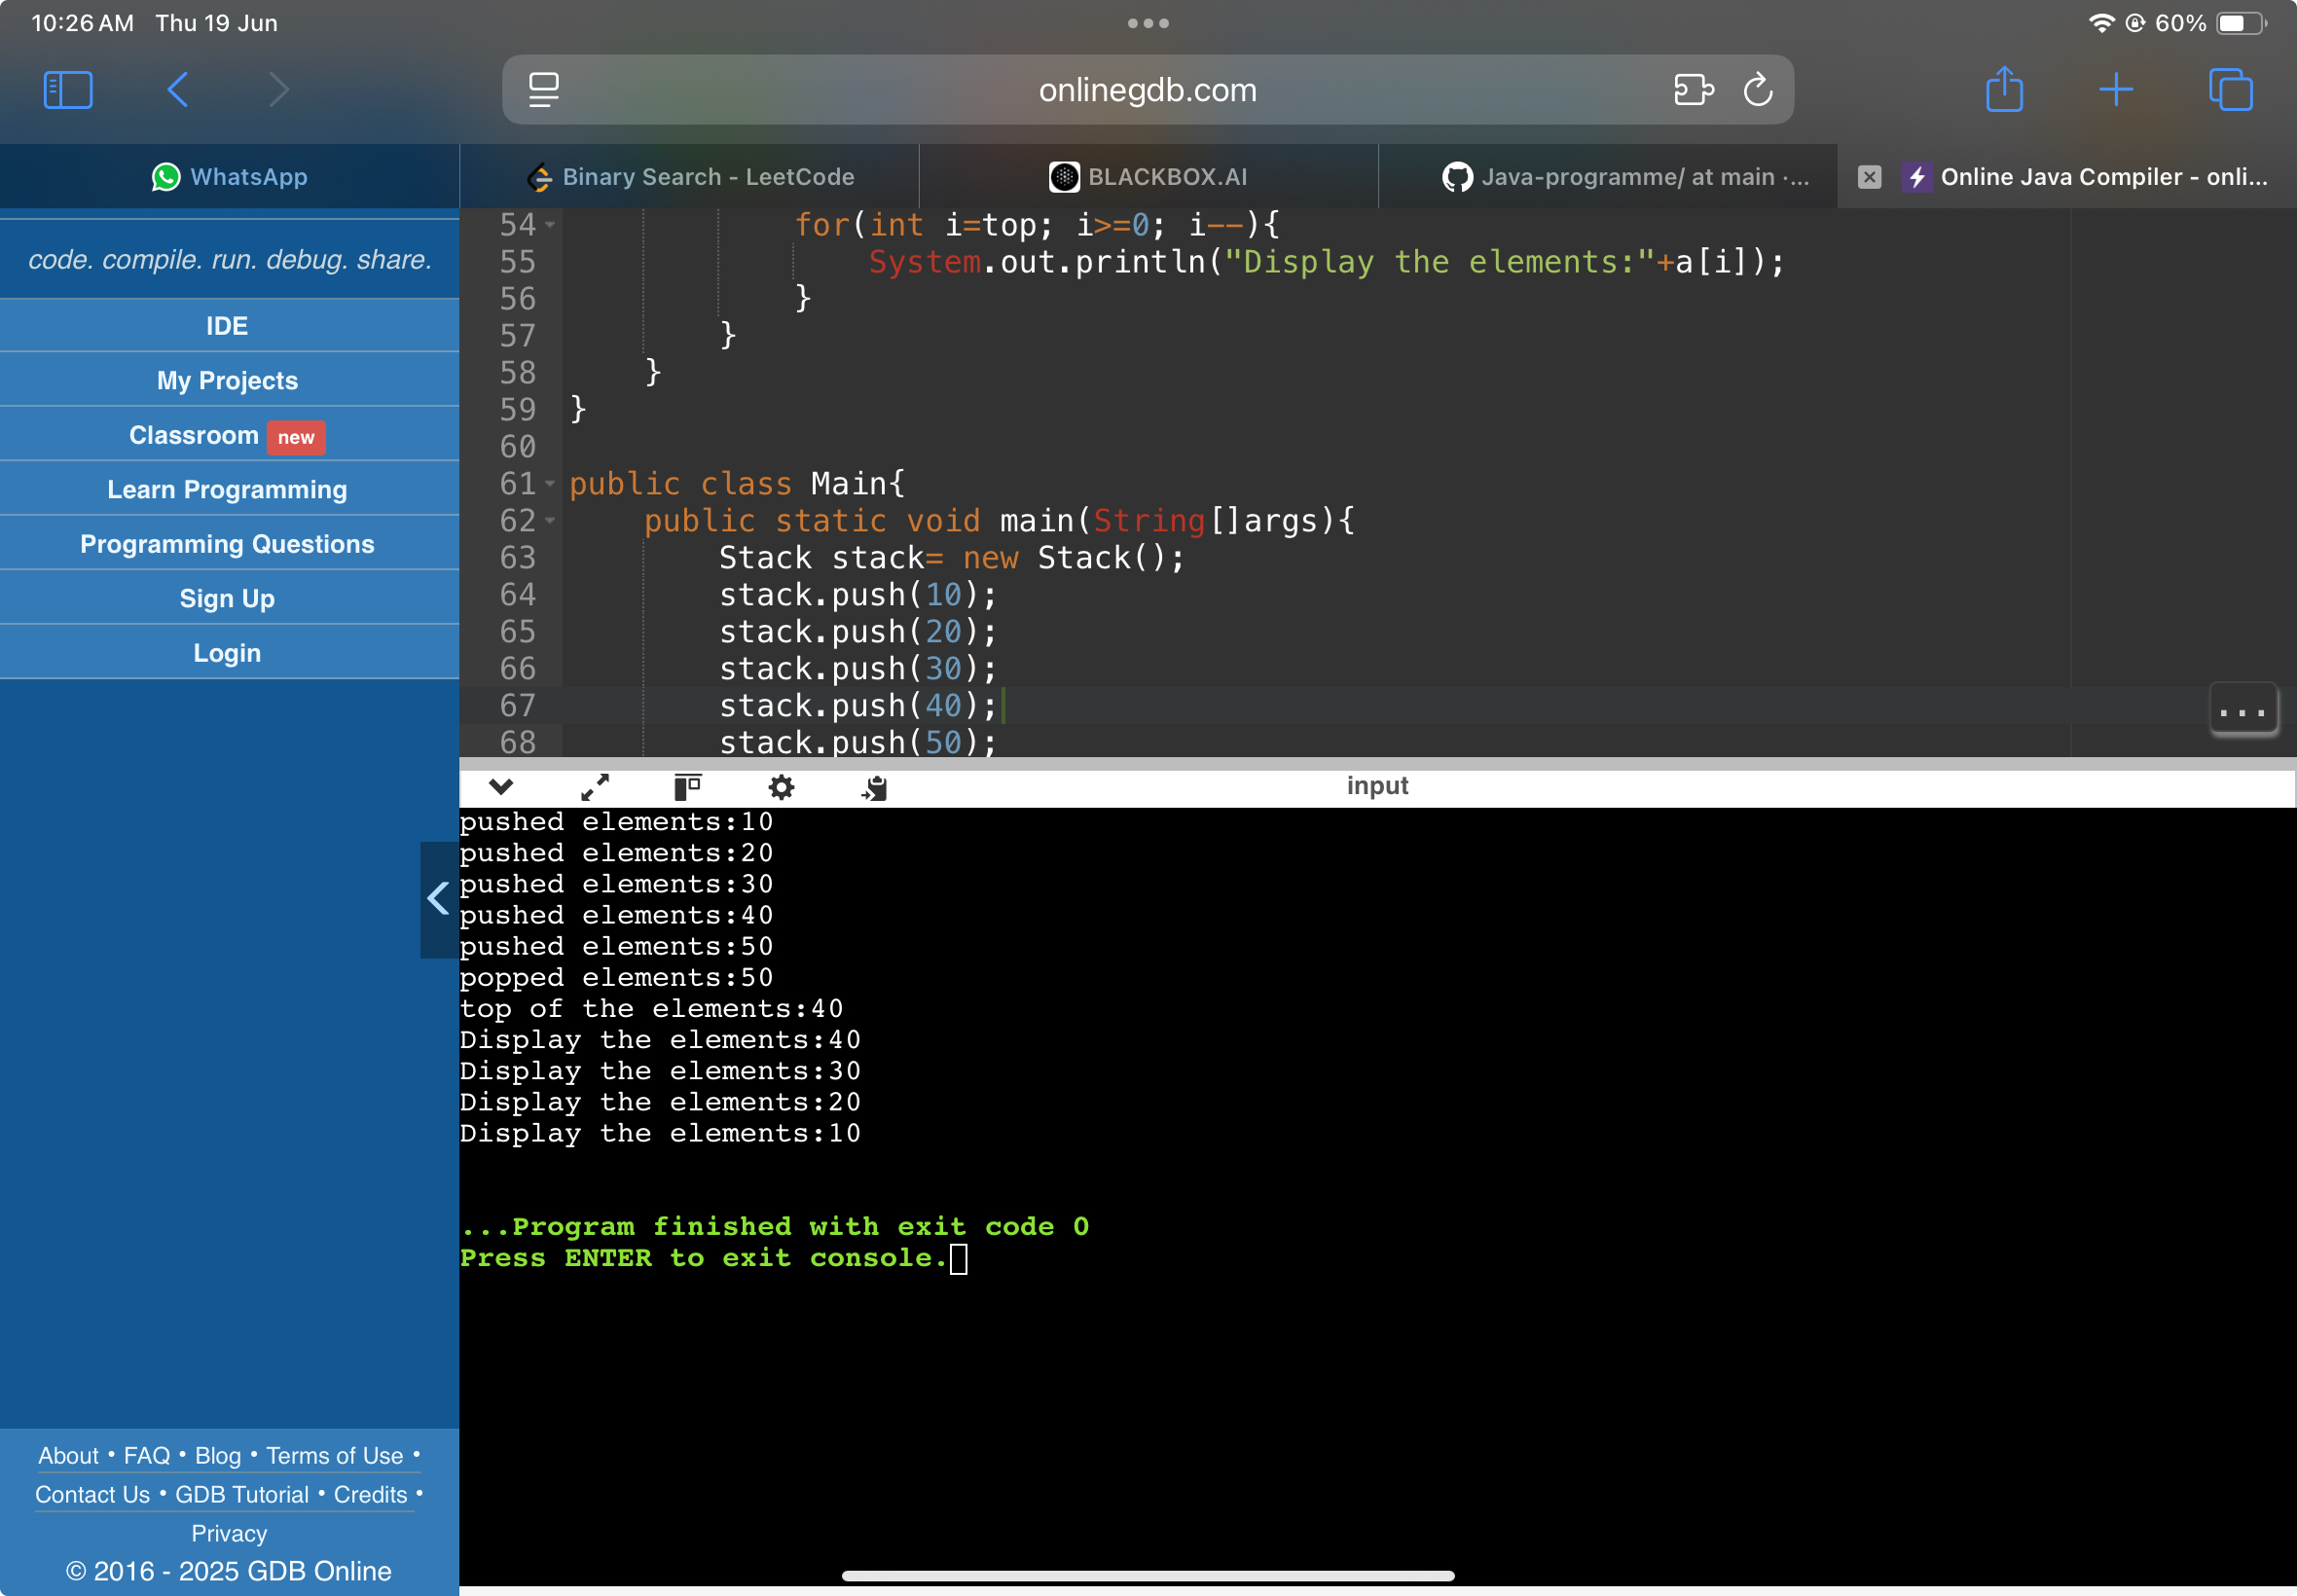 10:26 AM Thu 19 Jun
60%
onlinegdb.com
WhatsApp
Binary Search - LeetCode
BLACKBOX.AI
Java-programme/ at main ·...
Online Java Compiler - onli...
code. compile. run. debug. share.
IDE
My Projects
Classroom new
Learn Programming
Programming Questions
Sign Up
Login
54 for(int i=top; i>=0; i--){
55 System.out.println("Display the elements:"+a[i]);
56 }
57 }
58 }
59 }
60
61 public class Main{
62 public static void main(String[]args){
63 Stack stack= new Stack();
64 stack.push(10);
65 stack.push(20);
66 stack.push(30);
67 stack.push(40);
68 stack.push(50);
...
input
pushed elements:10
pushed elements:20
pushed elements:30
pushed elements:40
pushed elements:50
popped elements:50
top of the elements:40
Display the elements:40
Display the elements:30
Display the elements:20
Display the elements:10
...Program finished with exit code 0
Press ENTER to exit console.
About • FAQ • Blog • Terms of Use •
Contact Us • GDB Tutorial • Credits •
Privacy
© 2016 - 2025 GDB Online